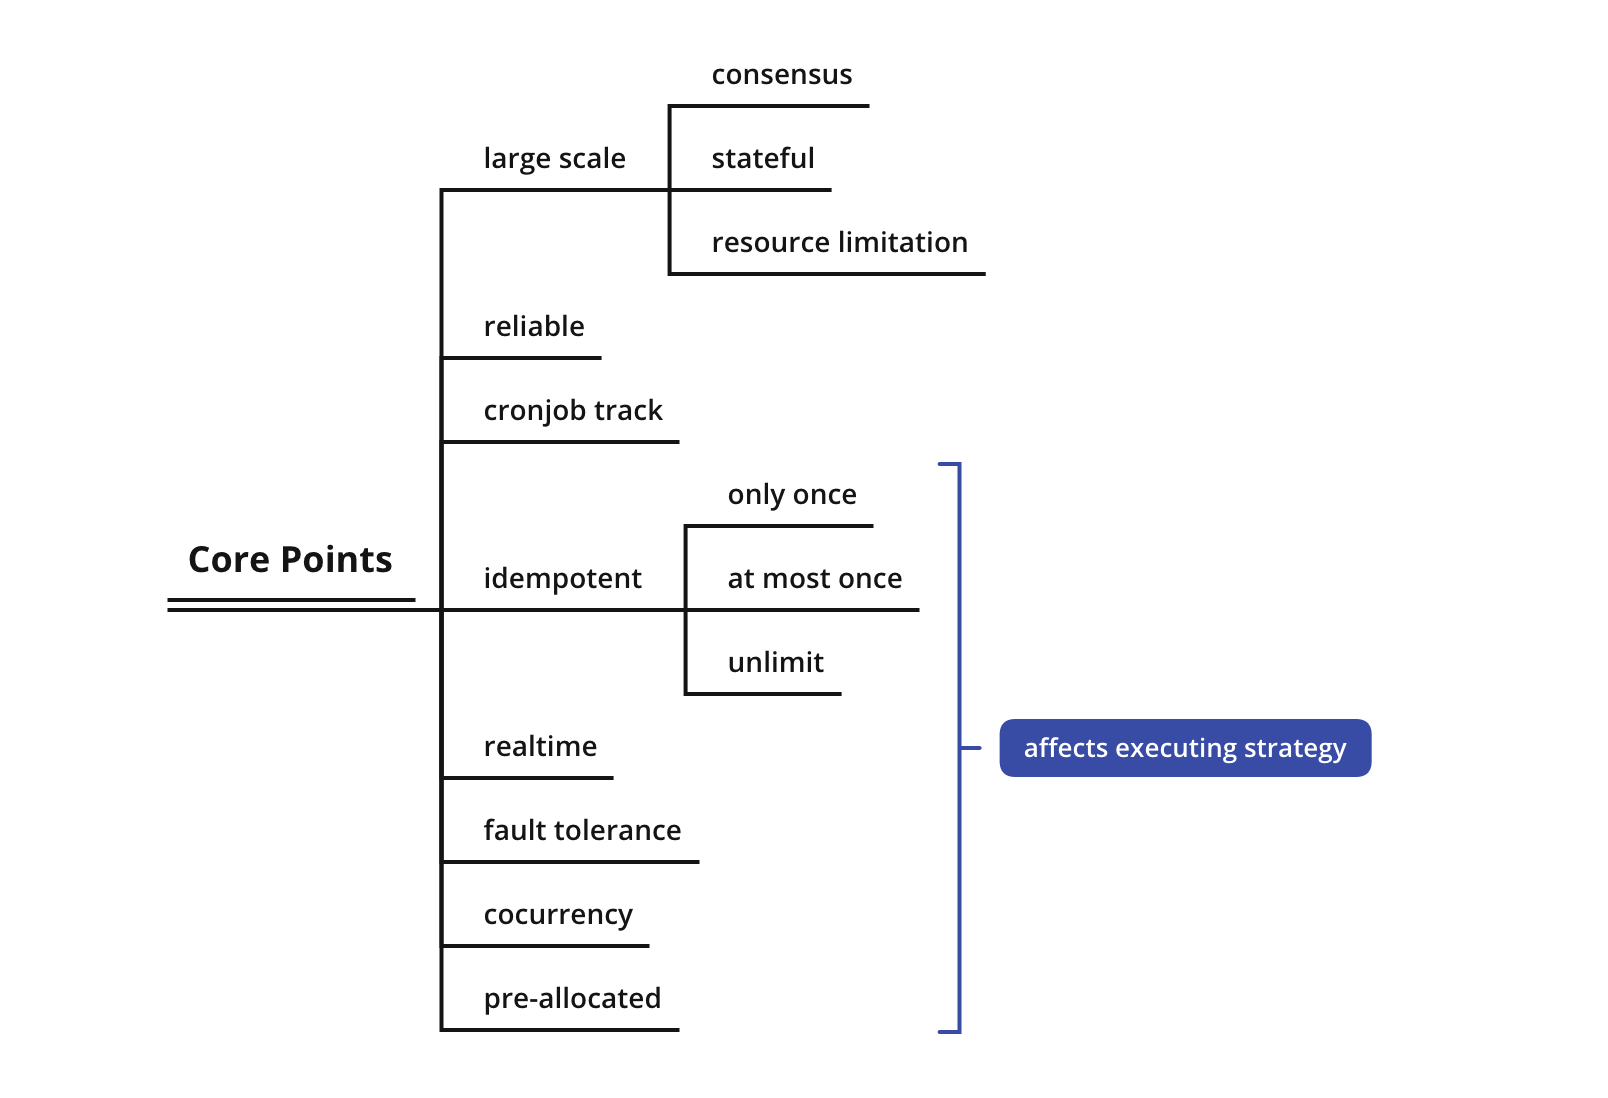 consensus
large scale
stateful
resource limitation
reliable
cronjob track
only once
Core Points
idempotent
at most once
unlimit
realtime
affects executing strategy
fault tolerance
cocurrency
pre-allocated